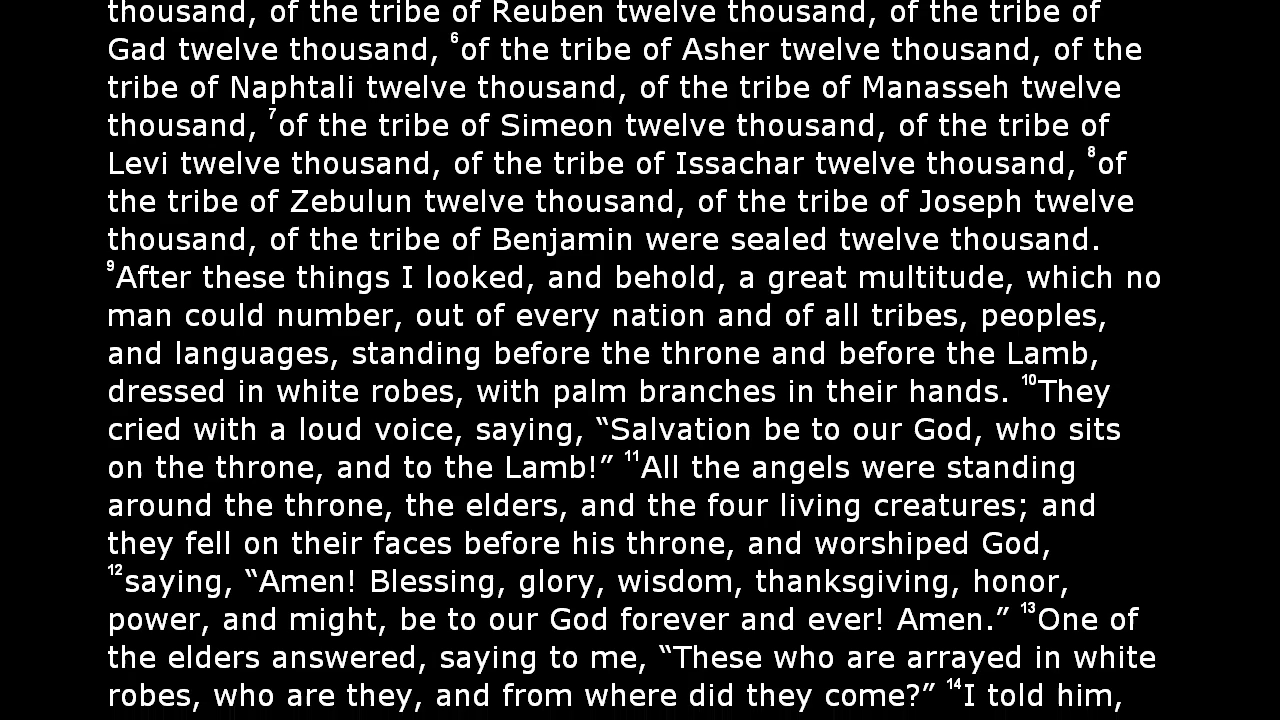 thousand, of the tribe of Reuben twelve thousand, of the tribe of
Gad twelve thousand, ⁶of the tribe of Asher twelve thousand, of the
tribe of Naphtali twelve thousand, of the tribe of Manasseh twelve
thousand, ⁷of the tribe of Simeon twelve thousand, of the tribe of
Levi twelve thousand, of the tribe of Issachar twelve thousand, ⁸of
the tribe of Zebulun twelve thousand, of the tribe of Joseph twelve
thousand, of the tribe of Benjamin were sealed twelve thousand.
⁹After these things I looked, and behold, a great multitude, which no
man could number, out of every nation and of all tribes, peoples,
and languages, standing before the throne and before the Lamb,
dressed in white robes, with palm branches in their hands. ¹⁰They
cried with a loud voice, saying, “Salvation be to our God, who sits
on the throne, and to the Lamb!” ¹¹All the angels were standing
around the throne, the elders, and the four living creatures; and
they fell on their faces before his throne, and worshiped God,
¹²saying, “Amen! Blessing, glory, wisdom, thanksgiving, honor,
power, and might, be to our God forever and ever! Amen.” ¹³One of
the elders answered, saying to me, “These who are arrayed in white
robes, who are they, and from where did they come?” ¹⁴I told him,